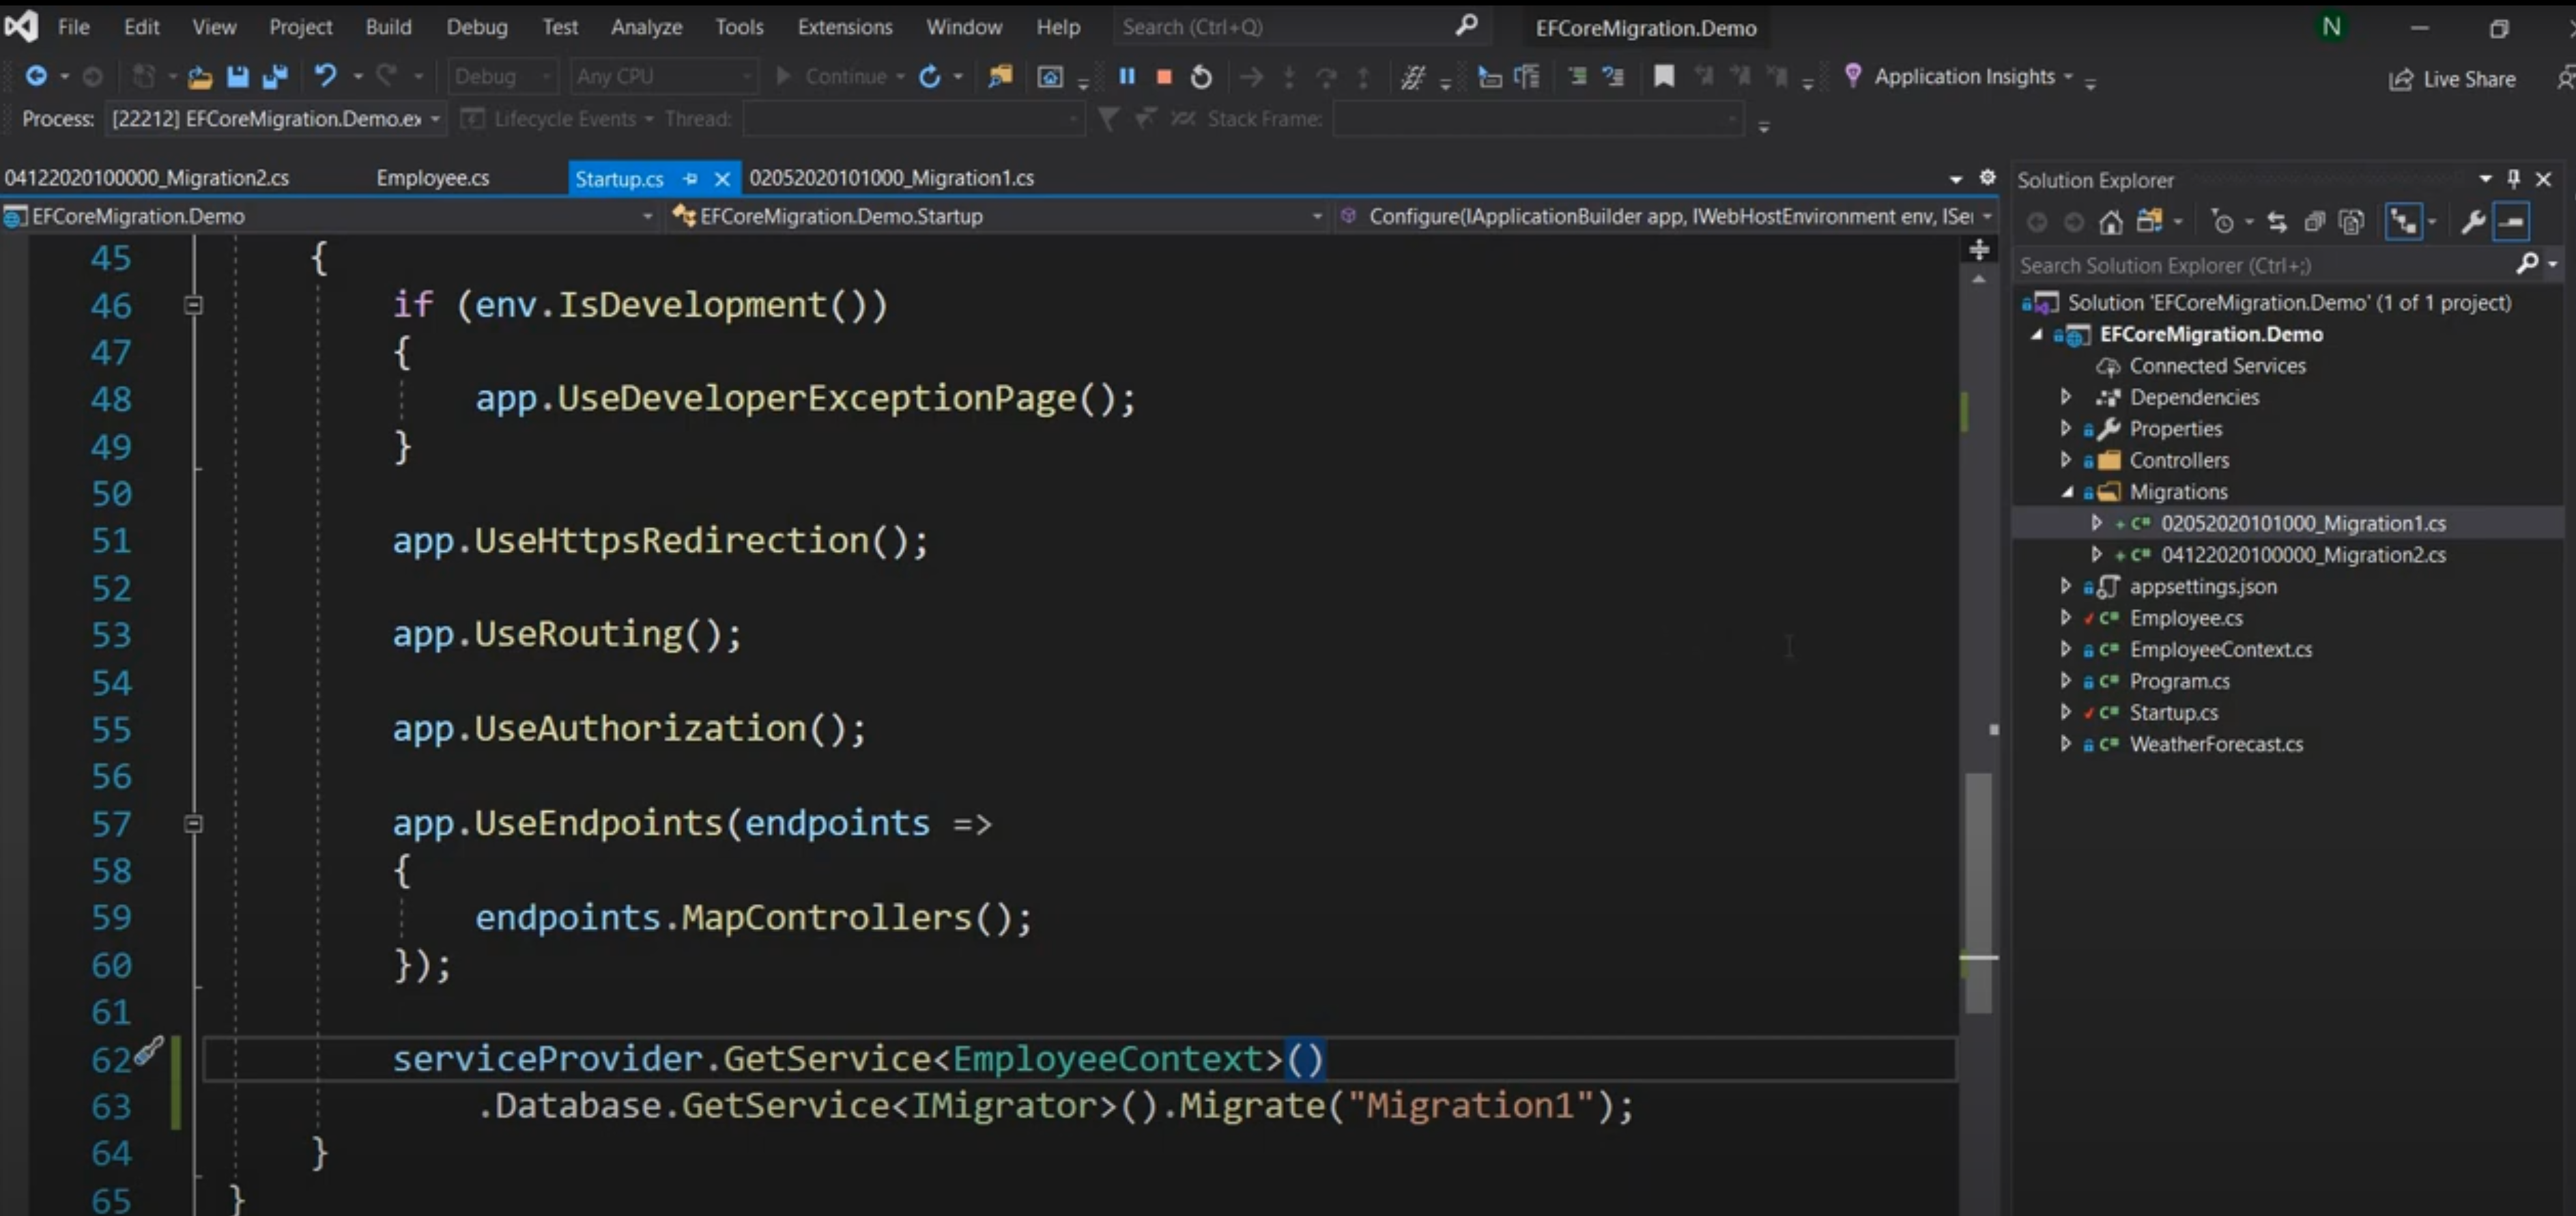 File Edit View Project Build Debug Test Analyze Tools Extensions Window Help Search (Ctrl+Q) EFCoreMigration.Demo N
Debug Any CPU Continue Application Insights Live Share
Process: [22212] EFCoreMigration.Demo.ex Lifecycle Events Thread: Stack Frame:
04122020100000_Migration2.cs Employee.cs Startup.cs 02052020101000_Migration1.cs
EFCoreMigration.Demo EFCoreMigration.Demo.Startup Configure(IApplicationBuilder app, IWebHostEnvironment env, ISei
45 {
46 if (env.IsDevelopment())
47 {
48 app.UseDeveloperExceptionPage();
49 }
50
51 app.UseHttpsRedirection();
52
53 app.UseRouting();
54
55 app.UseAuthorization();
56
57 app.UseEndpoints(endpoints =>
58 {
59 endpoints.MapControllers();
60 });
61
62 serviceProvider.GetService<EmployeeContext>()
63 .Database.GetService<IMigrator>().Migrate("Migration1");
64 }
65 }
Solution Explorer
Search Solution Explorer (Ctrl+;)
Solution 'EFCoreMigration.Demo' (1 of 1 project)
EFCoreMigration.Demo
Connected Services
Dependencies
Properties
Controllers
Migrations
+ C# 02052020101000_Migration1.cs
+ C# 04122020100000_Migration2.cs
appsettings.json
C# Employee.cs
C# EmployeeContext.cs
C# Program.cs
C# Startup.cs
C# WeatherForecast.cs